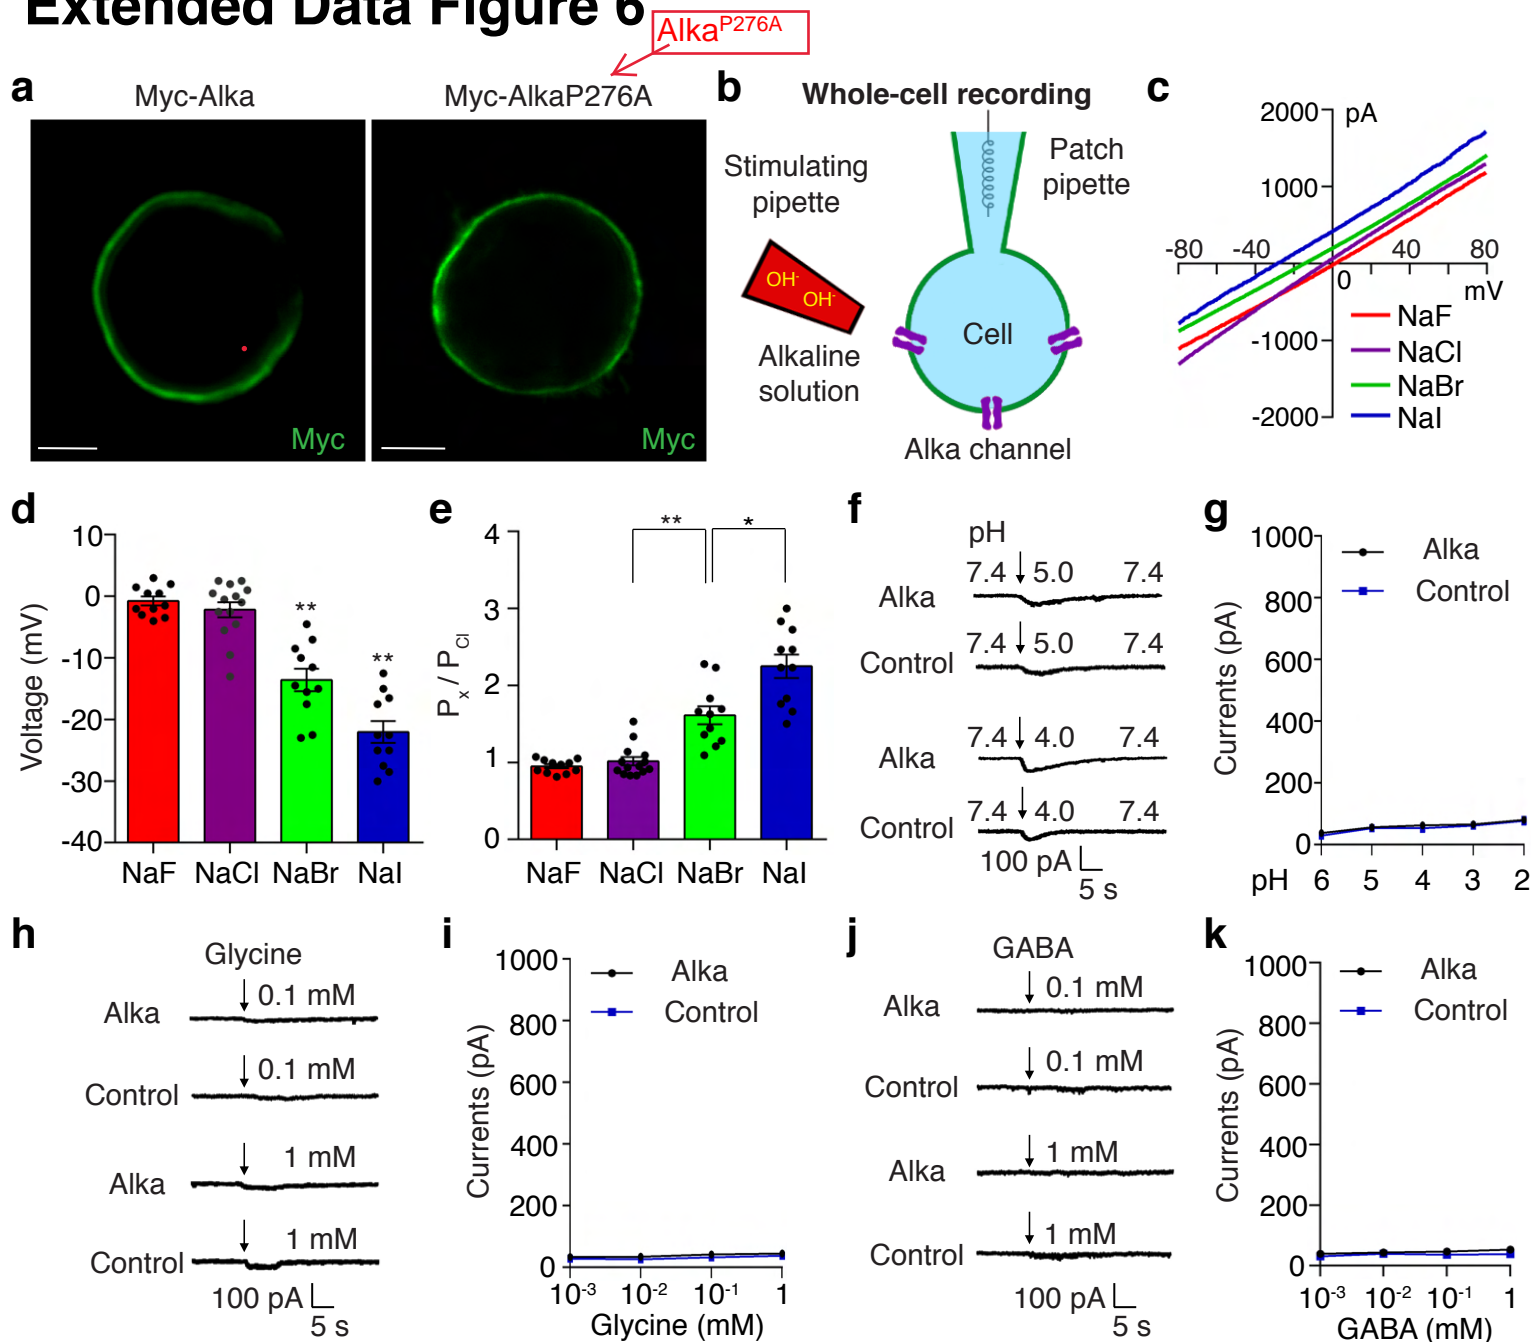 Extended Data Figure 6
Alka^P276A
a
Myc-Alka
Myc-AlkaP276A
Myc
Myc
b
Whole-cell recording
Stimulating
pipette
Patch
pipette
OH-
OH-
Cell
Alkaline
solution
Alka channel
c
2000
pA
1000
-80
-40
40
80
0
mV
-1000
-2000
NaF
NaCl
NaBr
NaI
d
Voltage (mV)
10
0
-10
-20
-30
-40
**
**
NaF
NaCl
NaBr
NaI
e
Px / PCl
4
3
2
1
0
**
*
NaF
NaCl
NaBr
NaI
f
pH
7.4 5.0 7.4
Alka
7.4 5.0 7.4
Control
7.4 4.0 7.4
Alka
7.4 4.0 7.4
Control
100 pA
5 s
g
Currents (pA)
1000
800
600
400
200
0
Alka
Control
pH 6 5 4 3 2
h
Glycine
0.1 mM
Alka
0.1 mM
Control
1 mM
Alka
1 mM
Control
100 pA
5 s
i
Currents (pA)
1000
800
600
400
200
0
Alka
Control
10-3 10-2 10-1 1
Glycine (mM)
j
GABA
0.1 mM
Alka
0.1 mM
Control
1 mM
Alka
1 mM
Control
100 pA
5 s
k
Currents (pA)
1000
800
600
400
200
0
Alka
Control
10-3 10-2 10-1 1
GABA (mM)